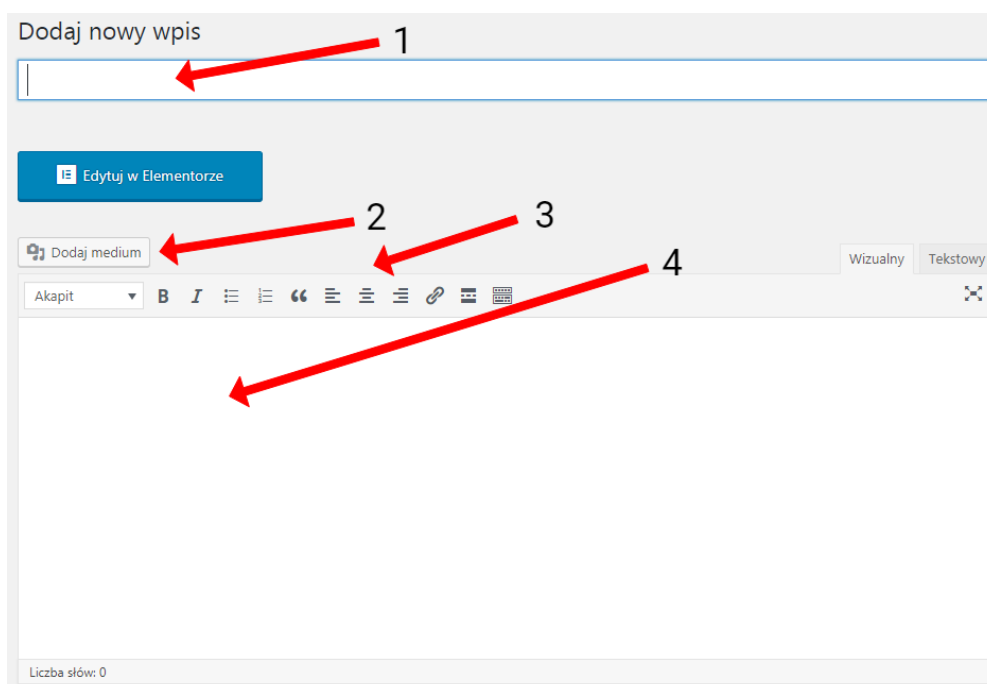 Dodaj nowy wpis
1
Edytuj w Elementorze
2
3
Dodaj medium
4
Wizualny Tekstowy
Akapit B I
Liczba słów: 0